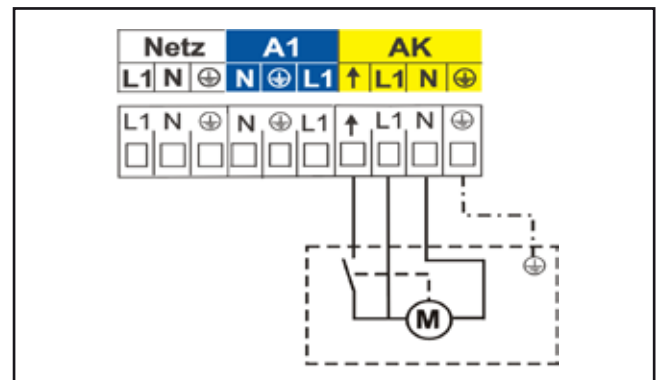 Netz A1 AK
L1 N ⏚ N ⏚ L1 ↑ L1 N ⏚
L1 N ⏚ N ⏚ L1 ↑ L1 N ⏚
⏚
M